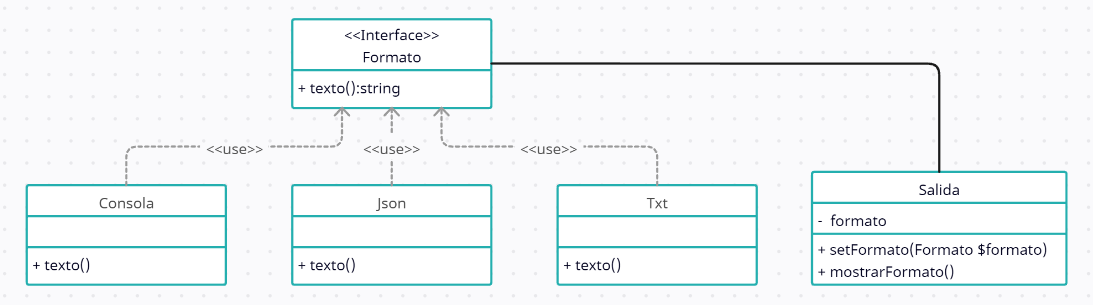 <<Interface>>
Formato
+ texto():string
<<use>>
<<use>>
<<use>>
Consola
+ texto()
Json
+ texto()
Txt
+ texto()
Salida
- formato
+ setFormato(Formato $formato)
+ mostrarFormato()